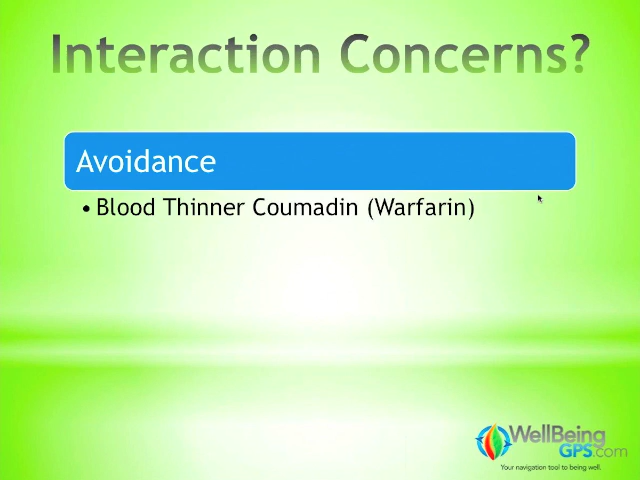 Interaction Concerns?
Avoidance
• Blood Thinner Coumadin (Warfarin)
WellBeing
GPS.com
Your navigation tool to being well.